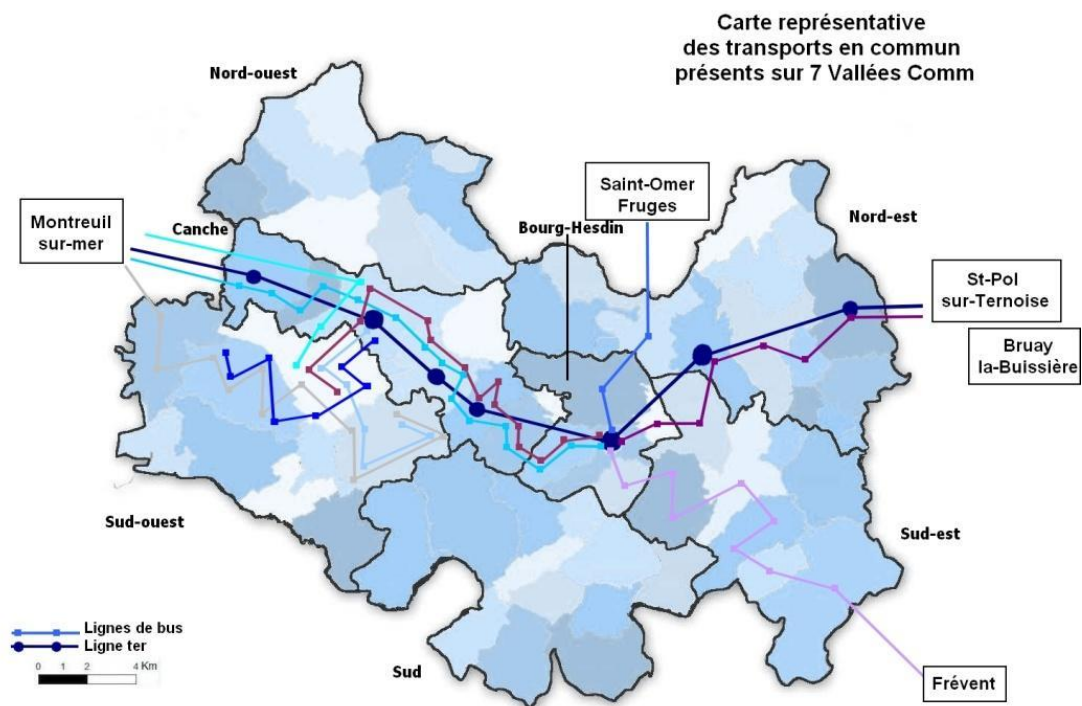 Carte représentative
des transports en commun
présents sur 7 Vallées Comm
Nord-ouest
Saint-Omer
Fruges
Montreuil
sur-mer
Canche
Bourg-Hesdin
Nord-est
St-Pol
sur-Ternoise
Bruay
la-Buissière
Sud-ouest
Sud-est
Lignes de bus
Ligne ter
0 1 2 4 Km
Sud
Frévent